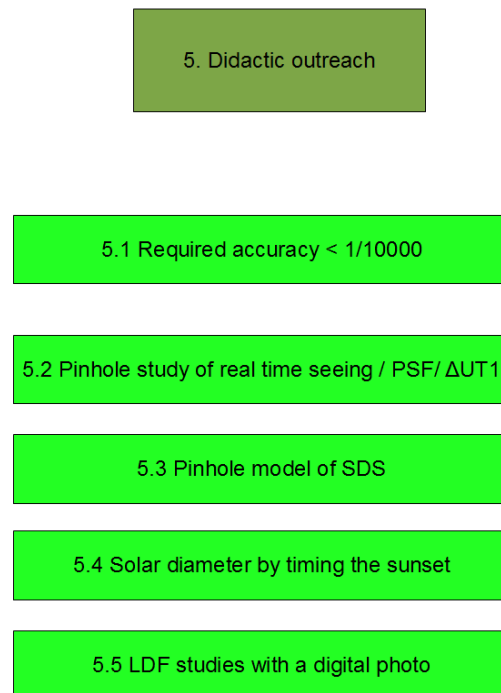 5. Didactic outreach
5.1 Required accuracy < 1/10000
5.2 Pinhole study of real time seeing / PSF/ ΔUT1
5.3 Pinhole model of SDS
5.4 Solar diameter by timing the sunset
5.5 LDF studies with a digital photo